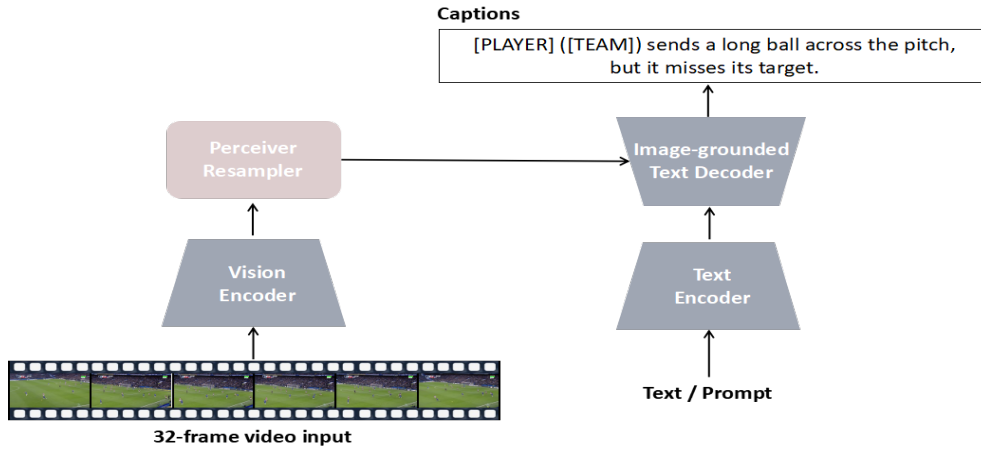 Captions
[PLAYER] ([TEAM]) sends a long ball across the pitch,
but it misses its target.
Perceiver
Resampler
Image-grounded
Text Decoder
Vision
Encoder
Text
Encoder
Text / Prompt
32-frame video input